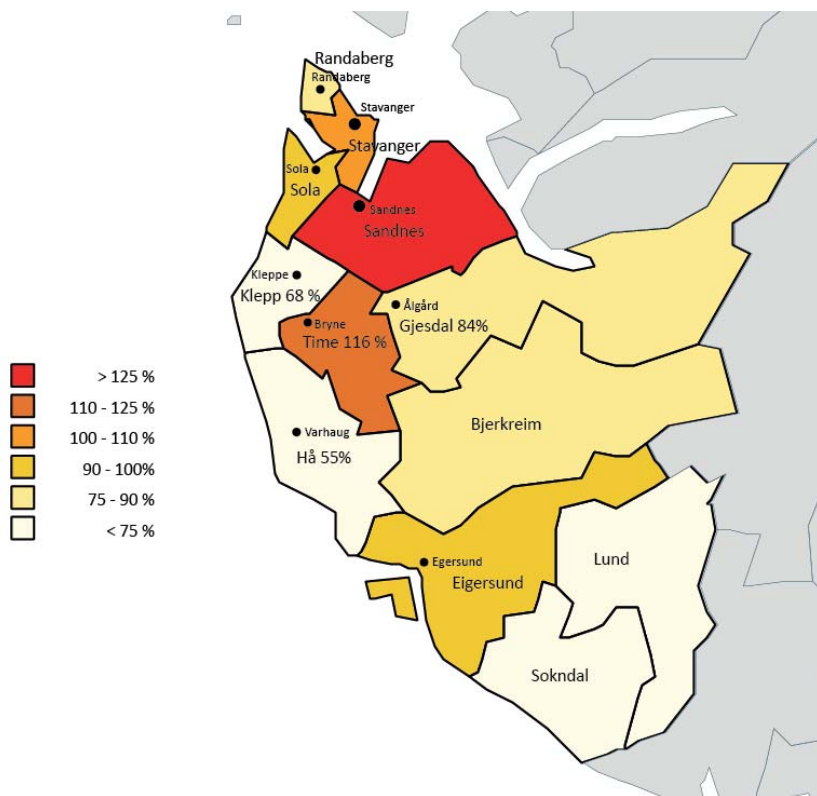 Randaberg
Randaberg
Stavanger
Stavanger
Sola
Sola
Sandnes
Sandnes
Kleppe
Klepp 68 %
Ålgård
Gjesdal 84%
Bryne
Time 116 %
> 125 %
110 - 125 %
100 - 110 %
90 - 100%
75 - 90 %
< 75 %
Varhaug
Hå 55%
Bjerkreim
Egersund
Eigersund
Lund
Sokndal